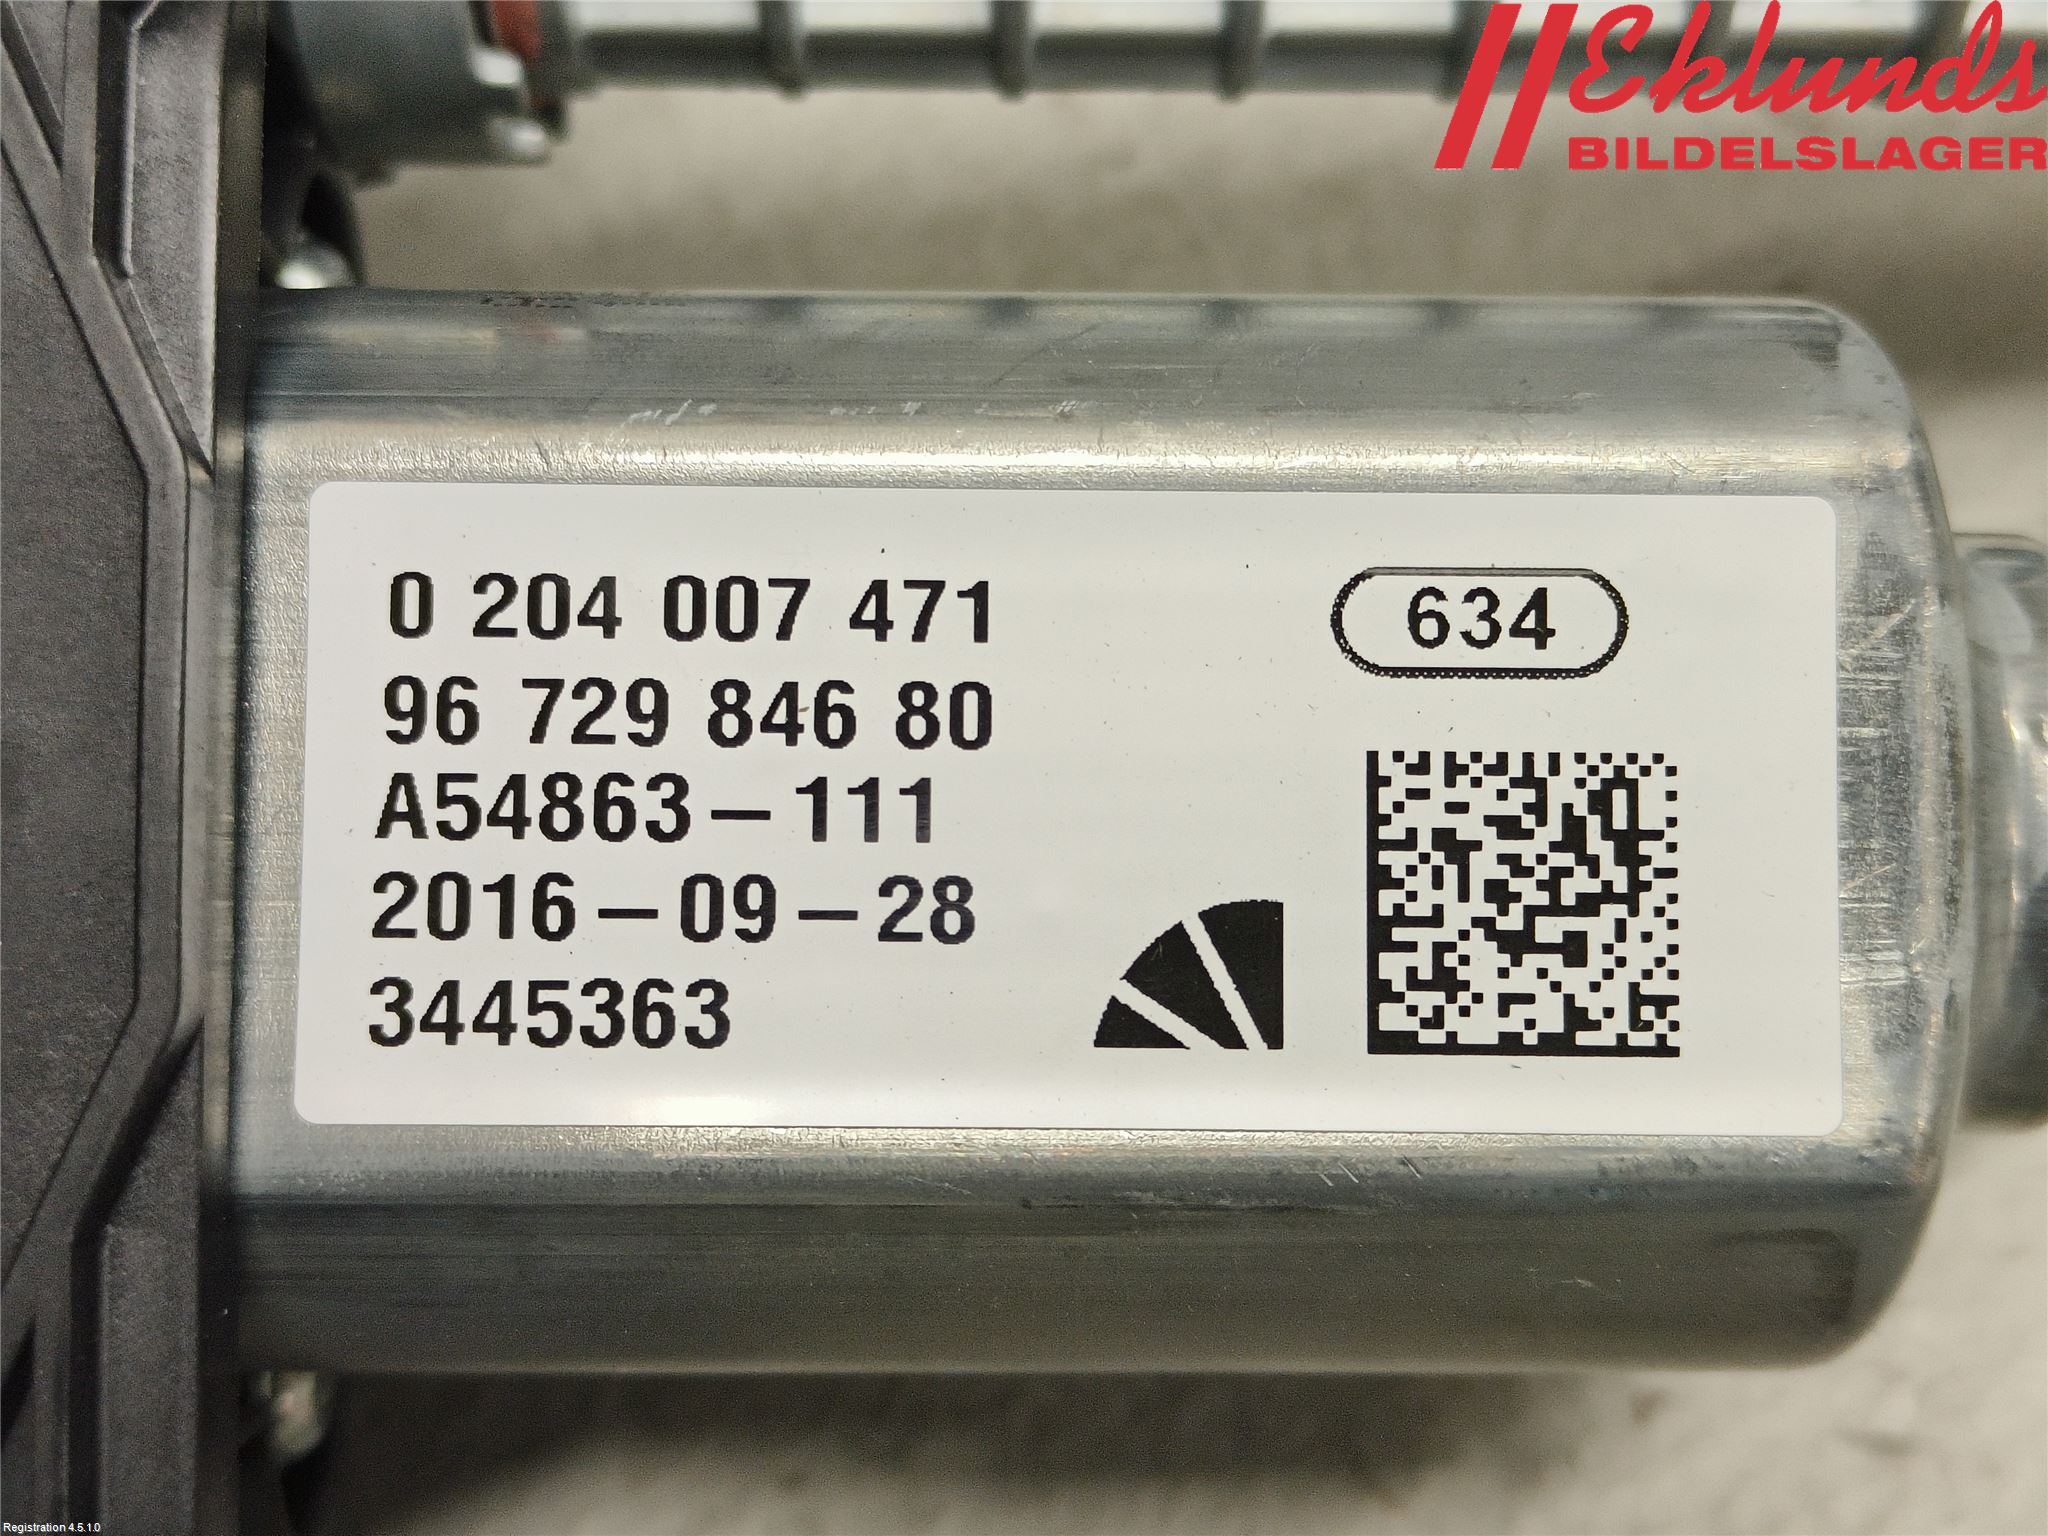 Eklunds
BILDELSLAGER
0 204 007 471
634
96 729 846 80
A54863-111
2016-09-28
3445363
Registration 4.5.1.0